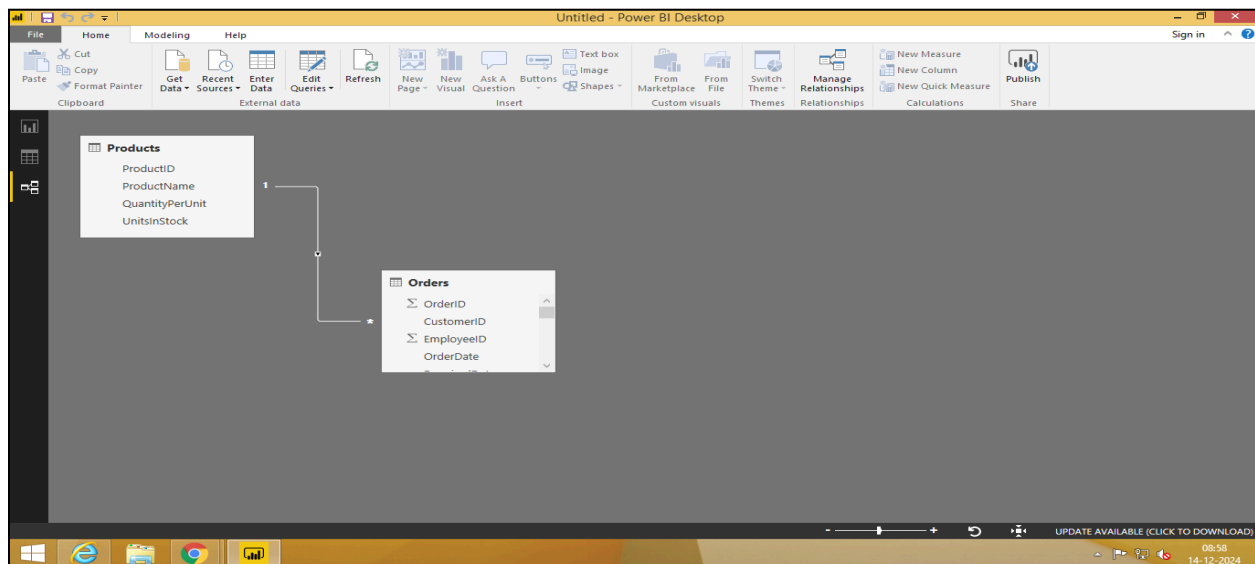 Untitled - Power BI Desktop
File Home Modeling Help Sign in
Paste
Cut
Copy
Format Painter
Clipboard
Get Data
Recent Sources
Enter Data
Edit Queries
External data
Refresh
New Page
New Visual
Ask A Question
Buttons
Text box
Image
Shapes
Insert
From Marketplace
From File
Custom visuals
Switch Theme
Themes
Manage Relationships
Relationships
New Measure
New Column
New Quick Measure
Calculations
Publish
Share
Products
ProductID
ProductName
QuantityPerUnit
UnitsInStock
1
*
Orders
Σ OrderID
CustomerID
Σ EmployeeID
OrderDate
UPDATE AVAILABLE (CLICK TO DOWNLOAD)
08:58
14-12-2024